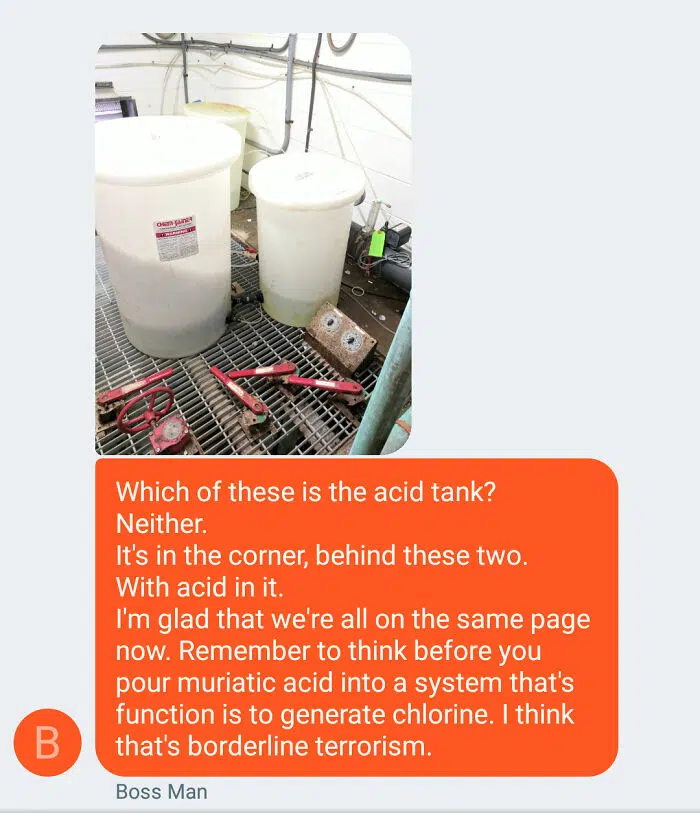 WARNING
Which of these is the acid tank?
Neither.
It's in the corner, behind these two.
With acid in it.
I'm glad that we're all on the same page
now. Remember to think before you
pour muriatic acid into a system that's
function is to generate chlorine. I think
that's borderline terrorism.
B
Boss Man